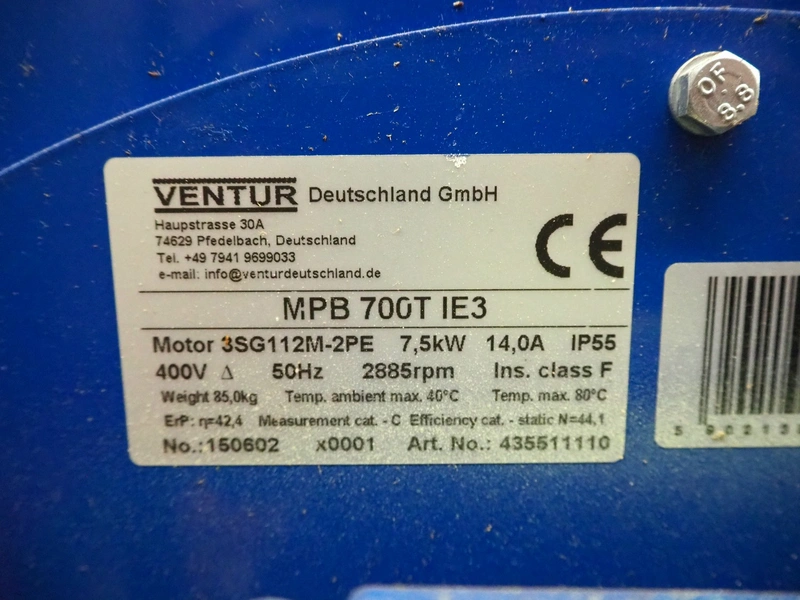 OF
8.8
VENTUR Deutschland GmbH
Haupstrasse 30A
74629 Pfedelbach, Deutschland
Tel. +49 7941 9699033
e-mail: info@venturdeutschland.de
CE
MPB 700T IE3
Motor 3SG112M-2PE 7,5kW 14,0A IP55
400V Δ 50Hz 2885rpm Ins. class F
Weight 85,0kg Temp. ambient max. 40°C Temp. max. 80°C
ErP: η=42,4 Measurement cat. - C Efficiency cat. - static N=44,1
No.:150602 x0001 Art. No.: 435511110
5 902138